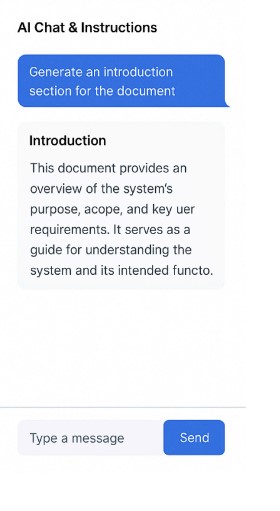 AI Chat & Instructions
Generate an introduction
section for the document
Introduction
This document provides an
overview of the system's
purpose, acope, and key uer
requirements. It serves as a
guide for understanding the
system and its intended functo.
Type a message
Send